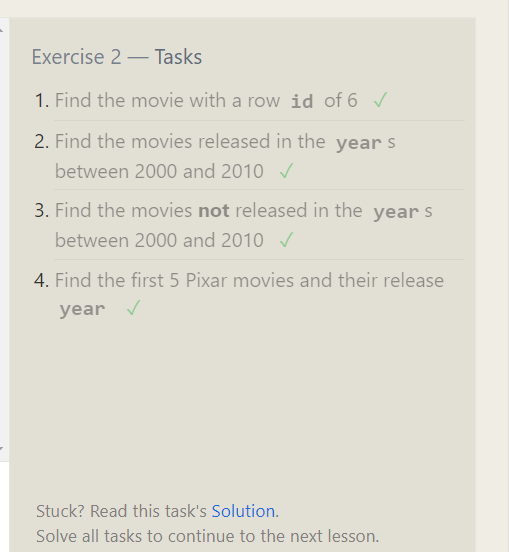 Exercise 2 — Tasks
1. Find the movie with a row id of 6 ✓
2. Find the movies released in the year s
between 2000 and 2010 ✓
3. Find the movies not released in the year s
between 2000 and 2010 ✓
4. Find the first 5 Pixar movies and their release
year ✓
Stuck? Read this task's Solution.
Solve all tasks to continue to the next lesson.